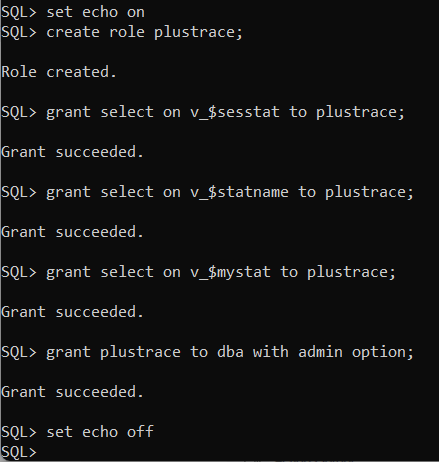 SQL> set echo on
SQL> create role plustrace;
Role created.
SQL> grant select on v_$sesstat to plustrace;
Grant succeeded.
SQL> grant select on v_$statname to plustrace;
Grant succeeded.
SQL> grant select on v_$mystat to plustrace;
Grant succeeded.
SQL> grant plustrace to dba with admin option;
Grant succeeded.
SQL> set echo off
SQL>